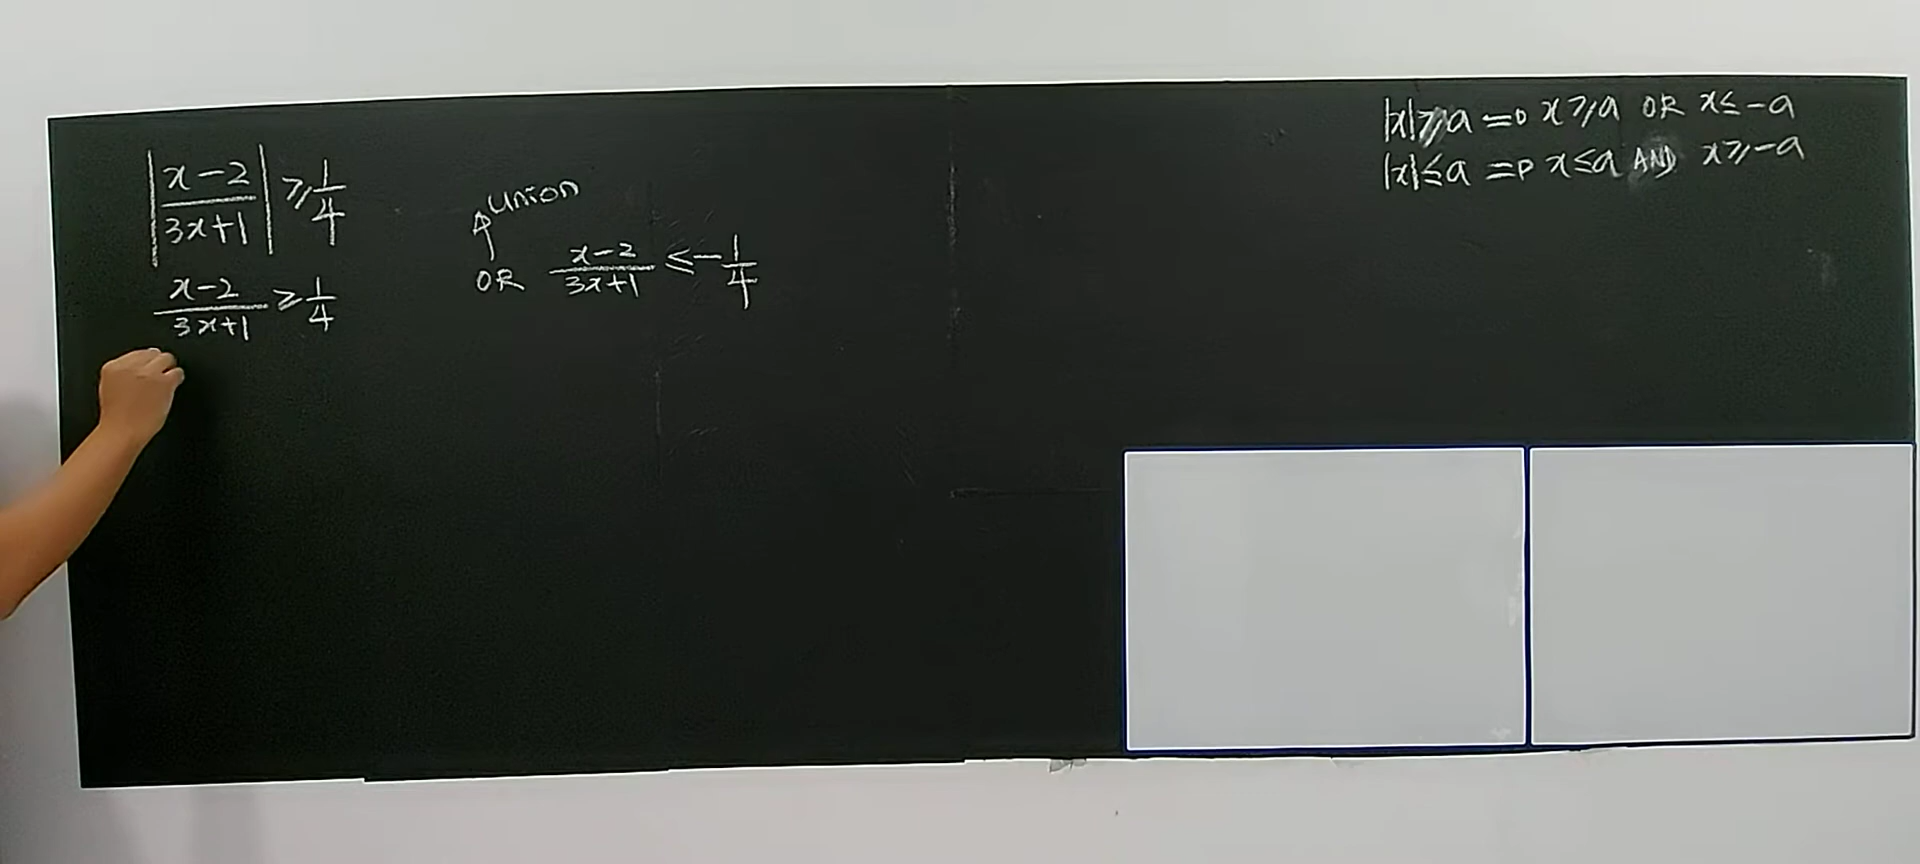 |x-2/3x+1| ≥ 1/4
x-2/3x+1 ≥ 1/4
union
OR x-2/3x+1 ≤ -1/4
|x|≥a ⇒ x≥a OR x≤-a
|x|≤a ⇒ x≤a AND x≥-a